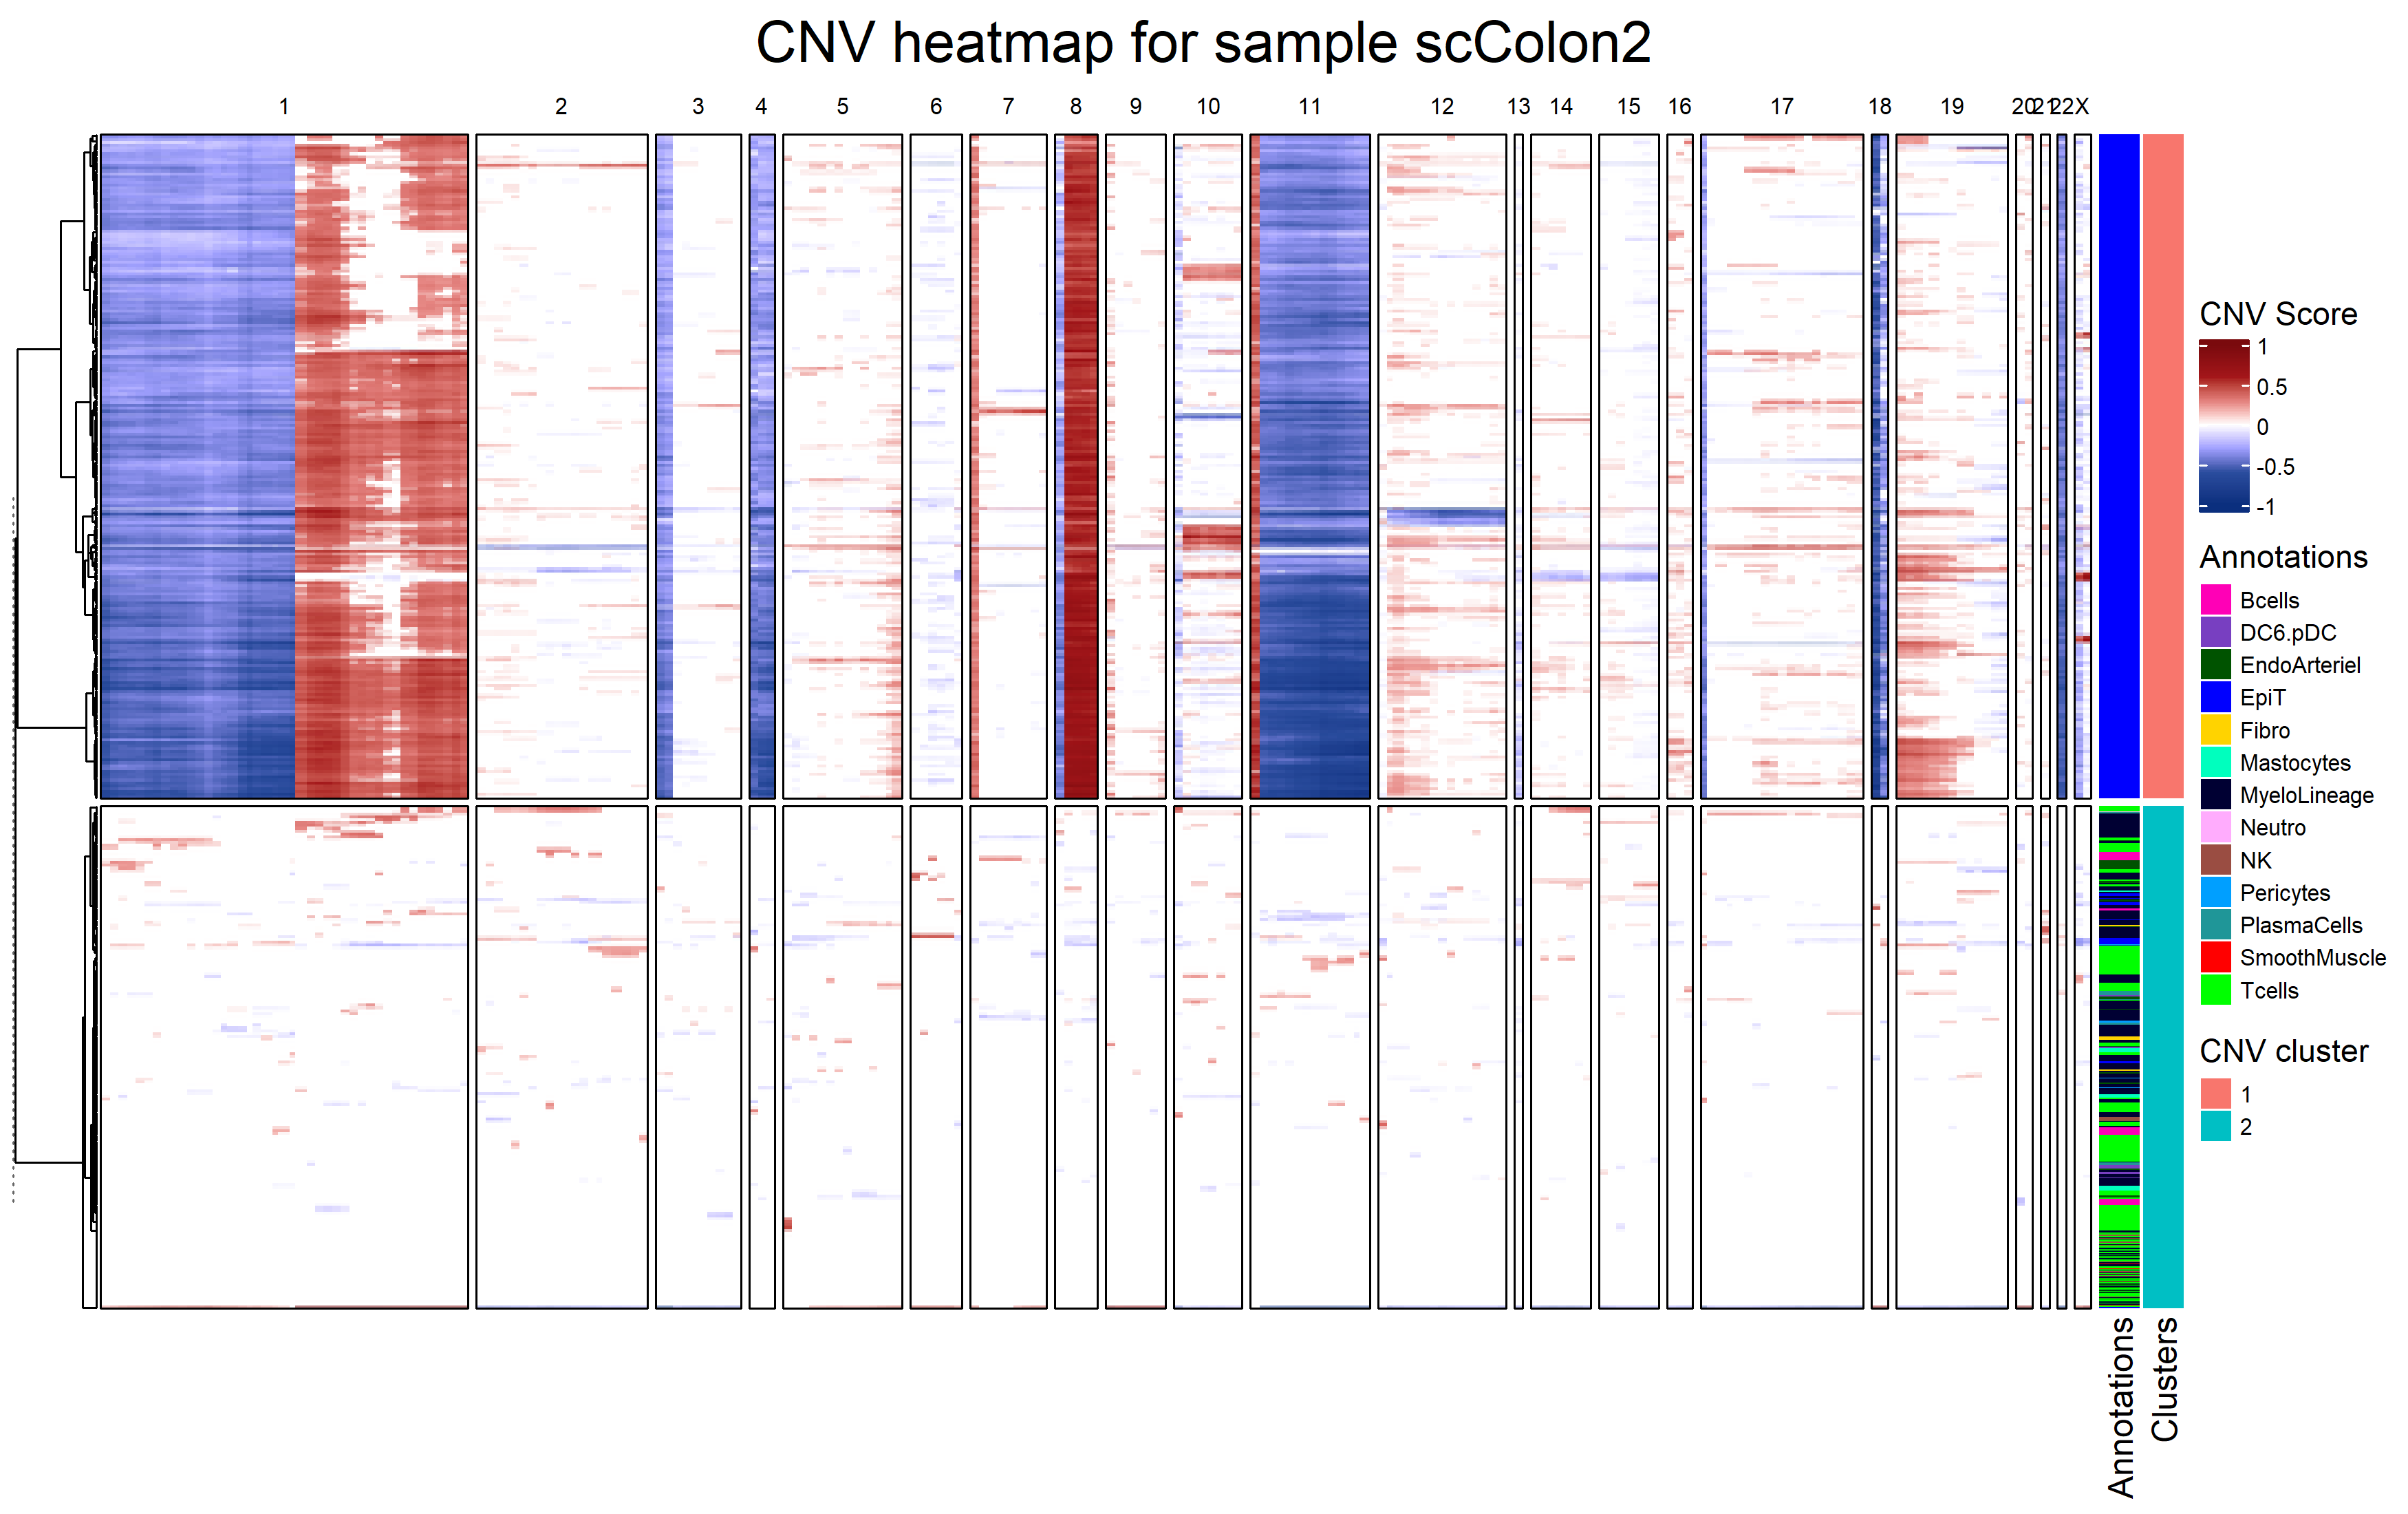 CNV heatmap for sample scColon2
1 2 3 4 5 6 7 8 9 10 11 12 13 14 15 16 17 18 19 20 21 22 X
CNV Score
1
0.5
0
-0.5
-1
Annotations
Bcells
DC6.pDC
EndoArteriel
EpiT
Fibro
Mastocytes
MyeloLineage
Neutro
NK
Pericytes
PlasmaCells
SmoothMuscle
Tcells
CNV cluster
1
2
Annotations
Clusters